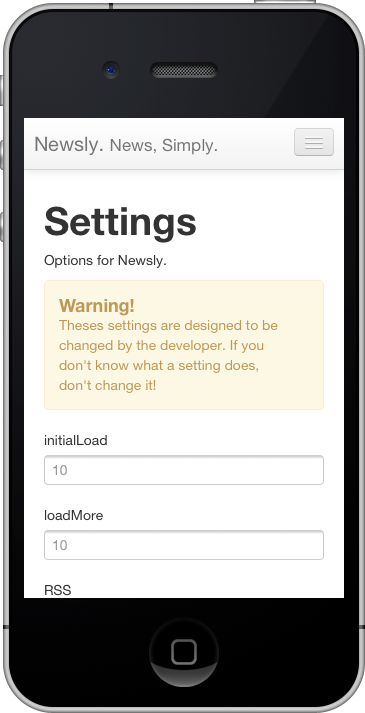 Newsly. News, Simply.
Settings
Options for Newsly.
Warning!
Theses settings are designed to be
changed by the developer. If you
don't know what a setting does,
don't change it!
initialLoad
10
loadMore
10
RSS